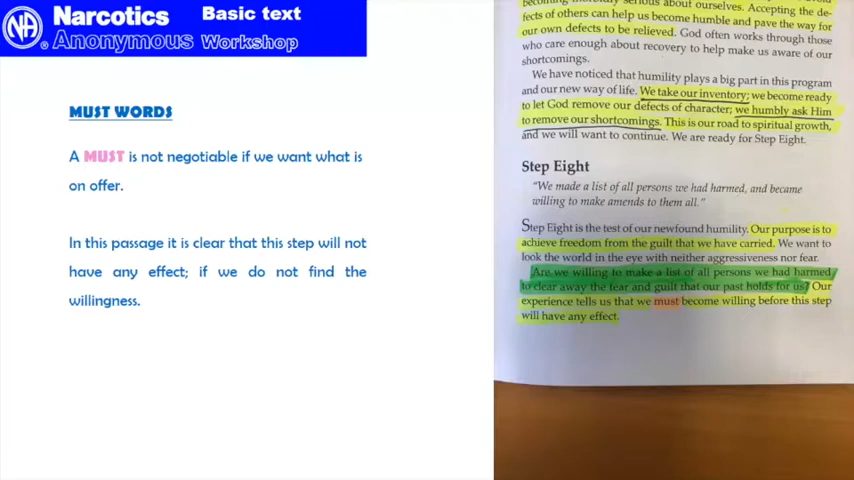 Narcotics Basic text
Anonymous Workshop
MUST WORDS
A MUST is not negotiable if we want what is
on offer.
In this passage it is clear that this step will not
have any effect; if we do not find the
willingness.
becoming morbidly serious about ourselves. Accepting the de-
fects of others can help us become humble and pave the way for
our own defects to be relieved. God often works through those
who care enough about recovery to help make us aware of our
shortcomings.
We have noticed that humility plays a big part in this program
and our new way of life. We take our inventory; we become ready
to let God remove our defects of character; we humbly ask Him
to remove our shortcomings. This is our road to spiritual growth,
and we will want to continue. We are ready for Step Eight.
Step Eight
“We made a list of all persons we had harmed, and became
willing to make amends to them all.”
Step Eight is the test of our newfound humility. Our purpose is to
achieve freedom from the guilt that we have carried. We want to
look the world in the eye with neither aggressiveness nor fear.
Are we willing to make a list of all persons we had harmed
to clear away the fear and guilt that our past holds for us? Our
experience tells us that we must become willing before this step
will have any effect.